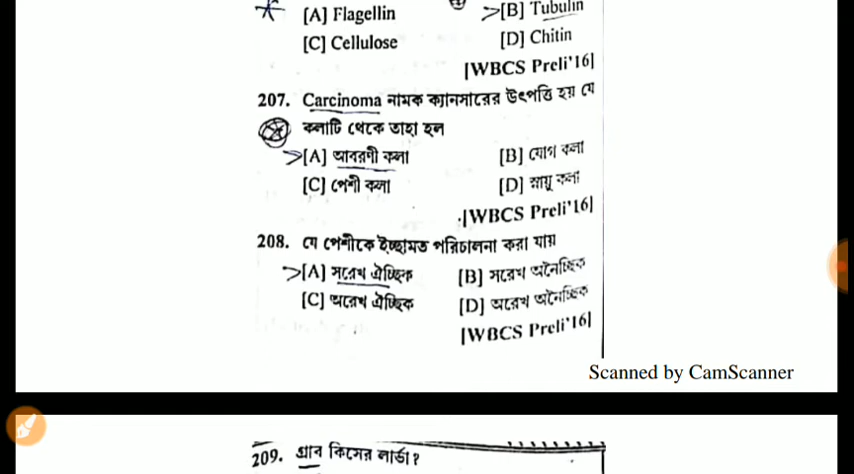 [A] Flagellin
[B] Tubulin
[C] Cellulose
[D] Chitin
[WBCS Preli'16]
207. Carcinoma নামক ক্যানসারের উৎপত্তি হয় যে
কলাটি থেকে তাহা হল
[A] আবরণী কলা
[B] যোগ কলা
[C] পেশী কলা
[D] স্নায়ু কলা
[WBCS Preli'16]
208. যে পেশীকে ইচ্ছামত পরিচালনা করা যায়
[A] সরেখ ঐচ্ছিক
[B] সরেখ অনৈচ্ছিক
[C] অরেখ ঐচ্ছিক
[D] অরেখ অনৈচ্ছিক
[WBCS Preli'16]
Scanned by CamScanner
209. গ্রাব কিসের লার্ভা?